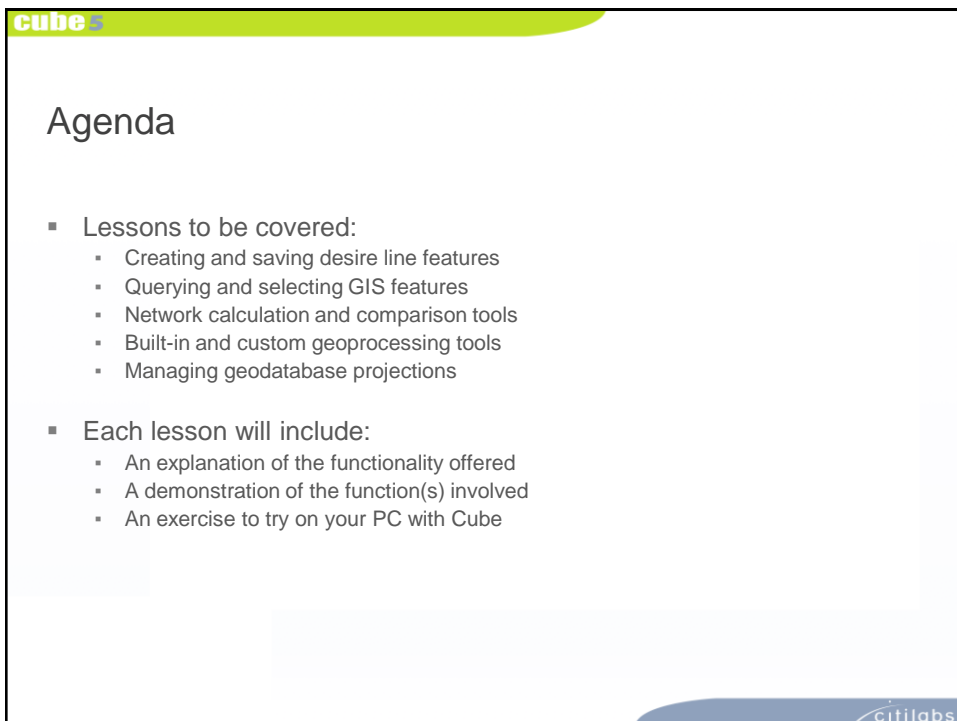 cube 5
Agenda
▪ Lessons to be covered:
▪ Creating and saving desire line features
▪ Querying and selecting GIS features
▪ Network calculation and comparison tools
▪ Built-in and custom geoprocessing tools
▪ Managing geodatabase projections
▪ Each lesson will include:
▪ An explanation of the functionality offered
▪ A demonstration of the function(s) involved
▪ An exercise to try on your PC with Cube
citilabs